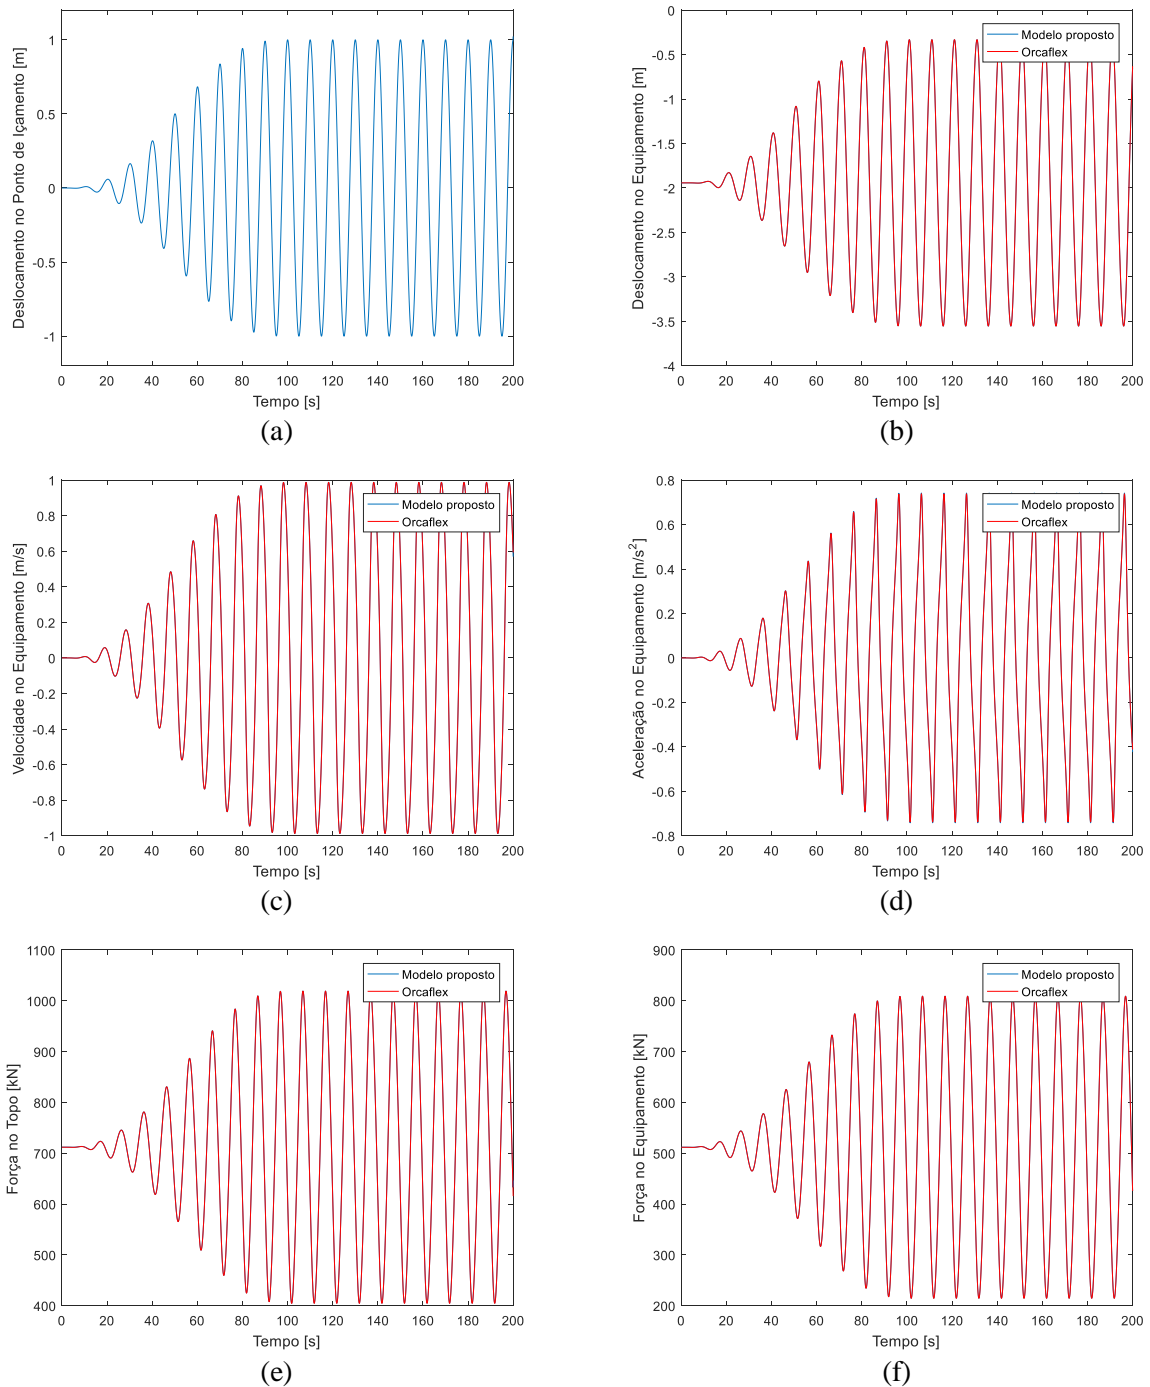 1
0.5
0
-0.5
-1
0 20 40 60 80 100 120 140 160 180 200
Deslocamento no Ponto de Içamento [m]
Tempo [s]
(a)
0
-0.5
-1
-1.5
-2
-2.5
-3
-3.5
-4
0 20 40 60 80 100 120 140 160 180 200
Deslocamento no Equipamento [m]
Modelo proposto
Orcaflex
Tempo [s]
(b)
1
0.8
0.6
0.4
0.2
0
-0.2
-0.4
-0.6
-0.8
-1
0 20 40 60 80 100 120 140 160 180 200
Velocidade no Equipamento [m/s]
Modelo proposto
Orcaflex
Tempo [s]
(c)
0.8
0.6
0.4
0.2
0
-0.2
-0.4
-0.6
-0.8
0 20 40 60 80 100 120 140 160 180 200
Aceleração no Equipamento [m/s²]
Modelo proposto
Orcaflex
Tempo [s]
(d)
1100
1000
900
800
700
600
500
400
0 20 40 60 80 100 120 140 160 180 200
Força no Topo [kN]
Modelo proposto
Orcaflex
Tempo [s]
(e)
900
800
700
600
500
400
300
200
0 20 40 60 80 100 120 140 160 180 200
Força no Equipamento [kN]
Modelo proposto
Orcaflex
Tempo [s]
(f)